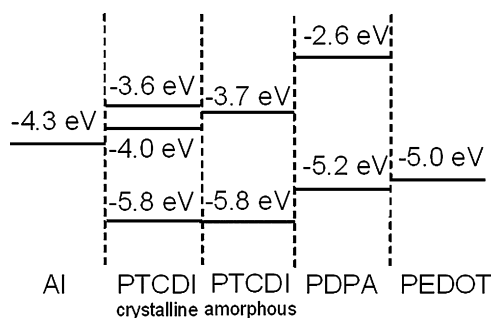 -2.6 eV
-3.6 eV
-3.7 eV
-4.3 eV
-4.0 eV
-5.2 eV
-5.0 eV
-5.8 eV
-5.8 eV
Al PTCDI PTCDI PDPA PEDOT
crystalline amorphous